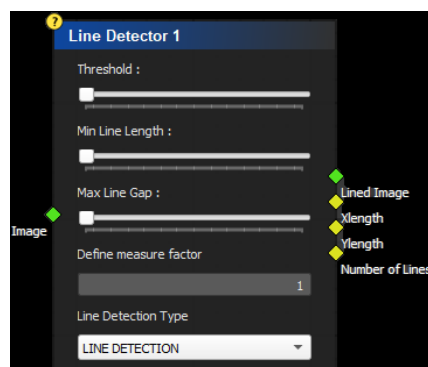 ?
Line Detector 1
Threshold :
Min Line Length :
Max Line Gap :
Image
Lined Image
Xlength
Ylength
Number of Lines
Define measure factor
1
Line Detection Type
LINE DETECTION